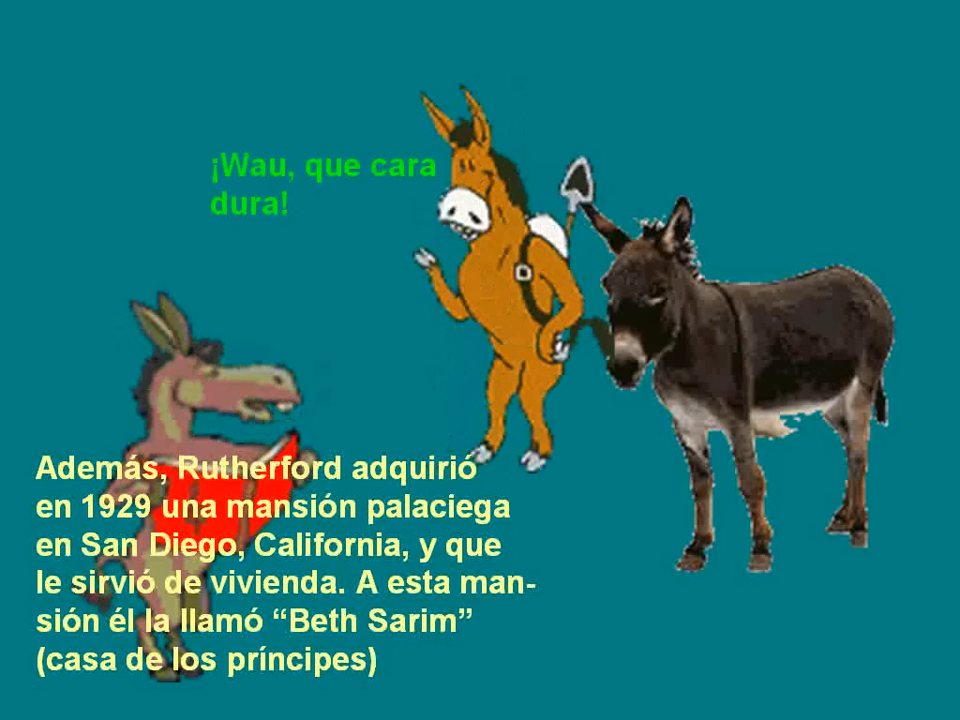 ¡Wau, que cara
dura!
Además, Rutherford adquirió
en 1929 una mansión palaciega
en San Diego, California, y que
le sirvió de vivienda. A esta man-
sión él la llamó “Beth Sarim”
(casa de los príncipes)